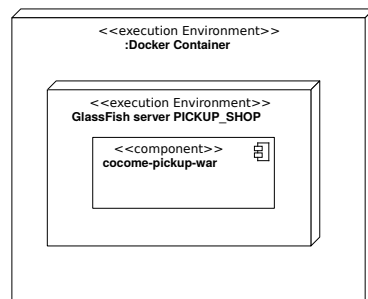 <<execution Environment>>
:Docker Container
<<execution Environment>>
GlassFish server PICKUP_SHOP
<<component>>
cocome-pickup-war